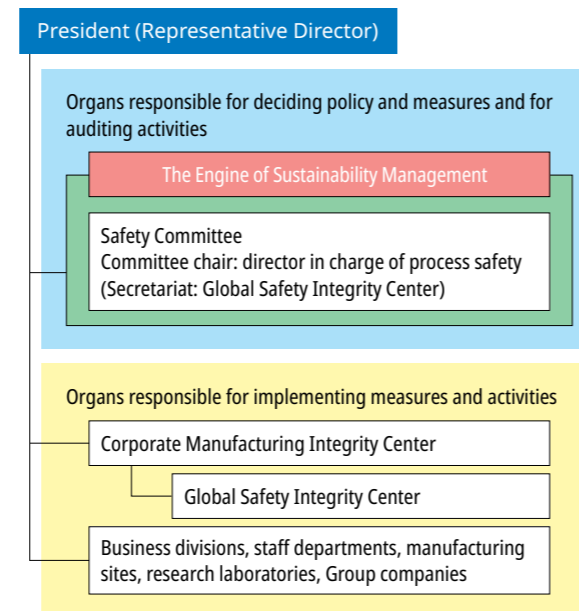 President (Representative Director)
Organs responsible for deciding policy and measures and for
auditing activities
The Engine of Sustainability Management
Safety Committee
Committee chair: director in charge of process safety
(Secretariat: Global Safety Integrity Center)
Organs responsible for implementing measures and activities
Corporate Manufacturing Integrity Center
Global Safety Integrity Center
Business divisions, staff departments, manufacturing
sites, research laboratories, Group companies